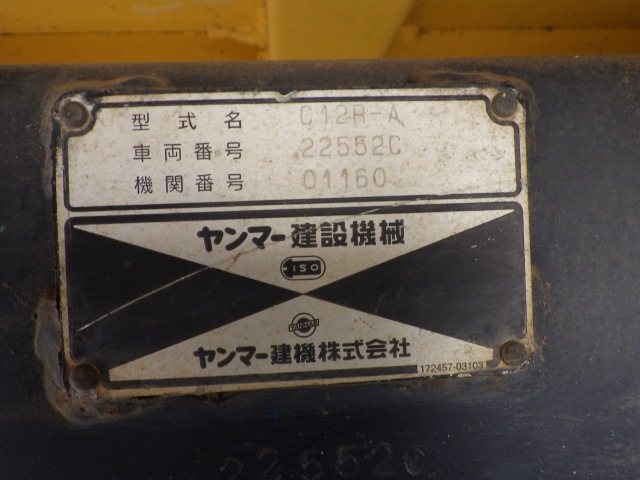 型式名 C12R-A
車両番号 22552C
機関番号 01160
ヤンマー建設機械
ISO
YANMAR
ヤンマー建機株式会社
172457-03103
22552C